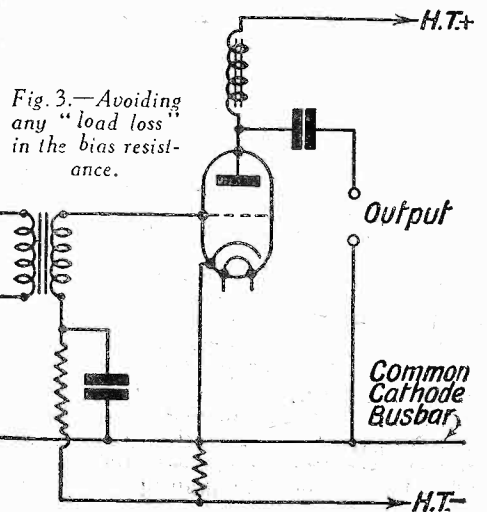 H.T.+
Fig. 3.—Avoiding
any "load loss"
in the bias resist-
ance.
Output
Common
Cathode
Busbar
H.T.-